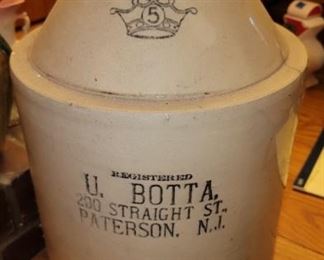 5
REGISTERED
U. BOTTA,
200 STRAIGHT ST.,
PATERSON, N.J.